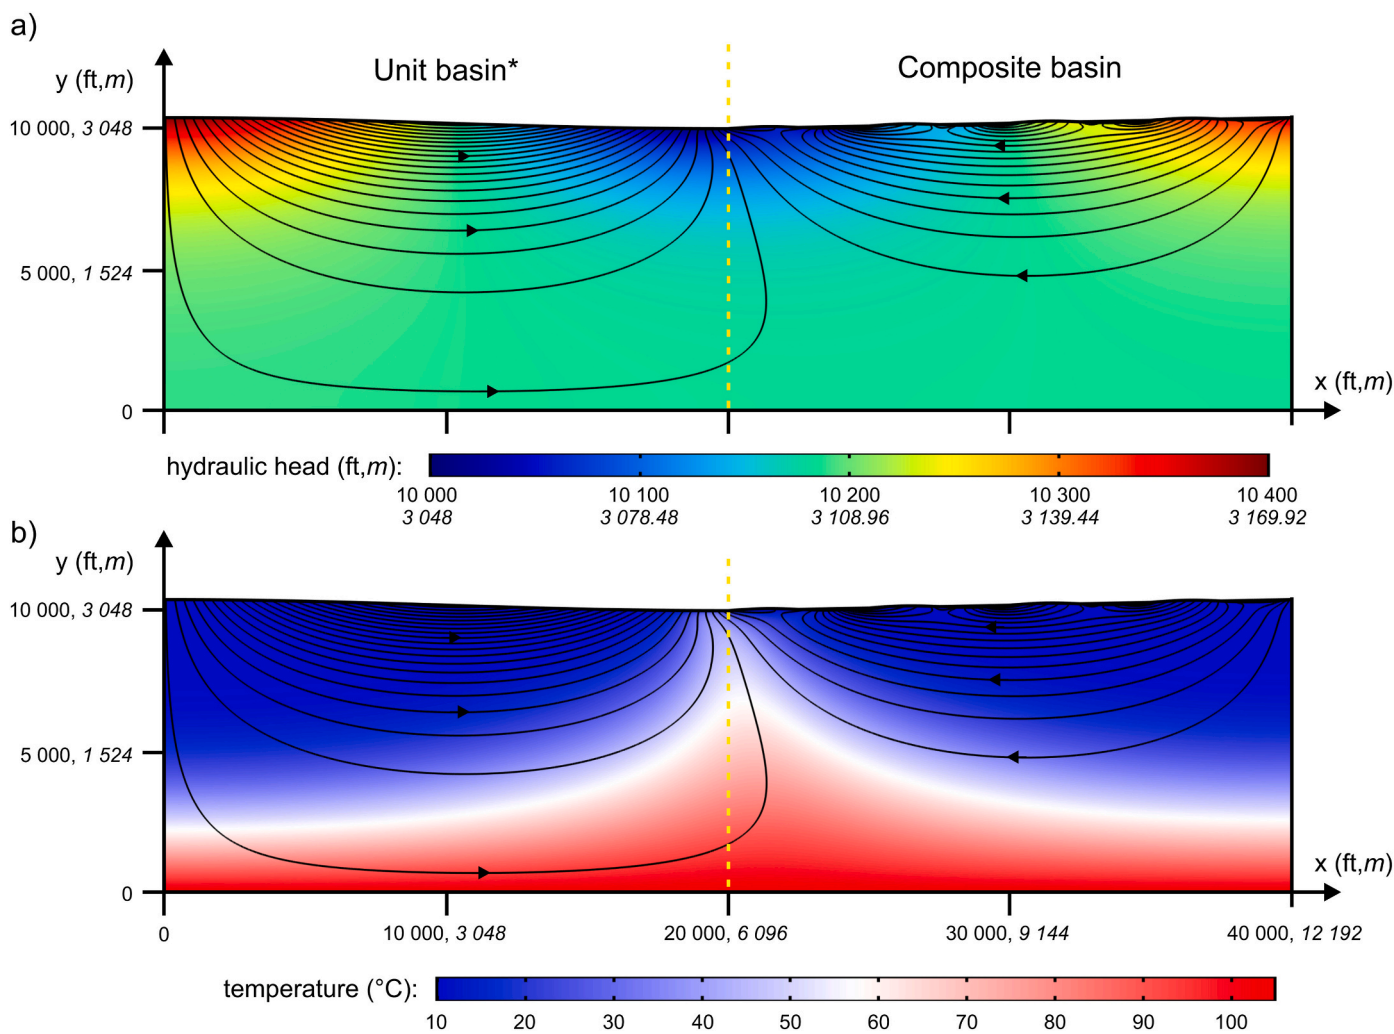 a)
y (ft,m)
Unit basin*
Composite basin
10 000, 3 048
5 000, 1 524
0
x (ft,m)
hydraulic head (ft,m):
10 000 10 100 10 200 10 300 10 400
3 048 3 078.48 3 108.96 3 139.44 3 169.92
b)
y (ft,m)
10 000, 3 048
5 000, 1 524
0
x (ft,m)
0 10 000, 3 048 20 000, 6 096 30 000, 9 144 40 000, 12 192
temperature (°C):
10 20 30 40 50 60 70 80 90 100